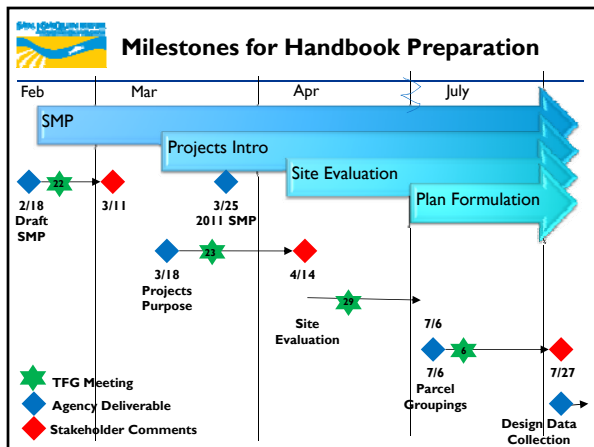 Milestones for Handbook Preparation
Feb Mar Apr July
SMP
Projects Intro
Site Evaluation
Plan Formulation
22
2/18
Draft
SMP
3/11
3/25
2011 SMP
23
3/18
Projects
Purpose
4/14
29
Site
Evaluation
7/6
6
7/6
Parcel
Groupings
7/27
Design Data
Collection
TFG Meeting
Agency Deliverable
Stakeholder Comments